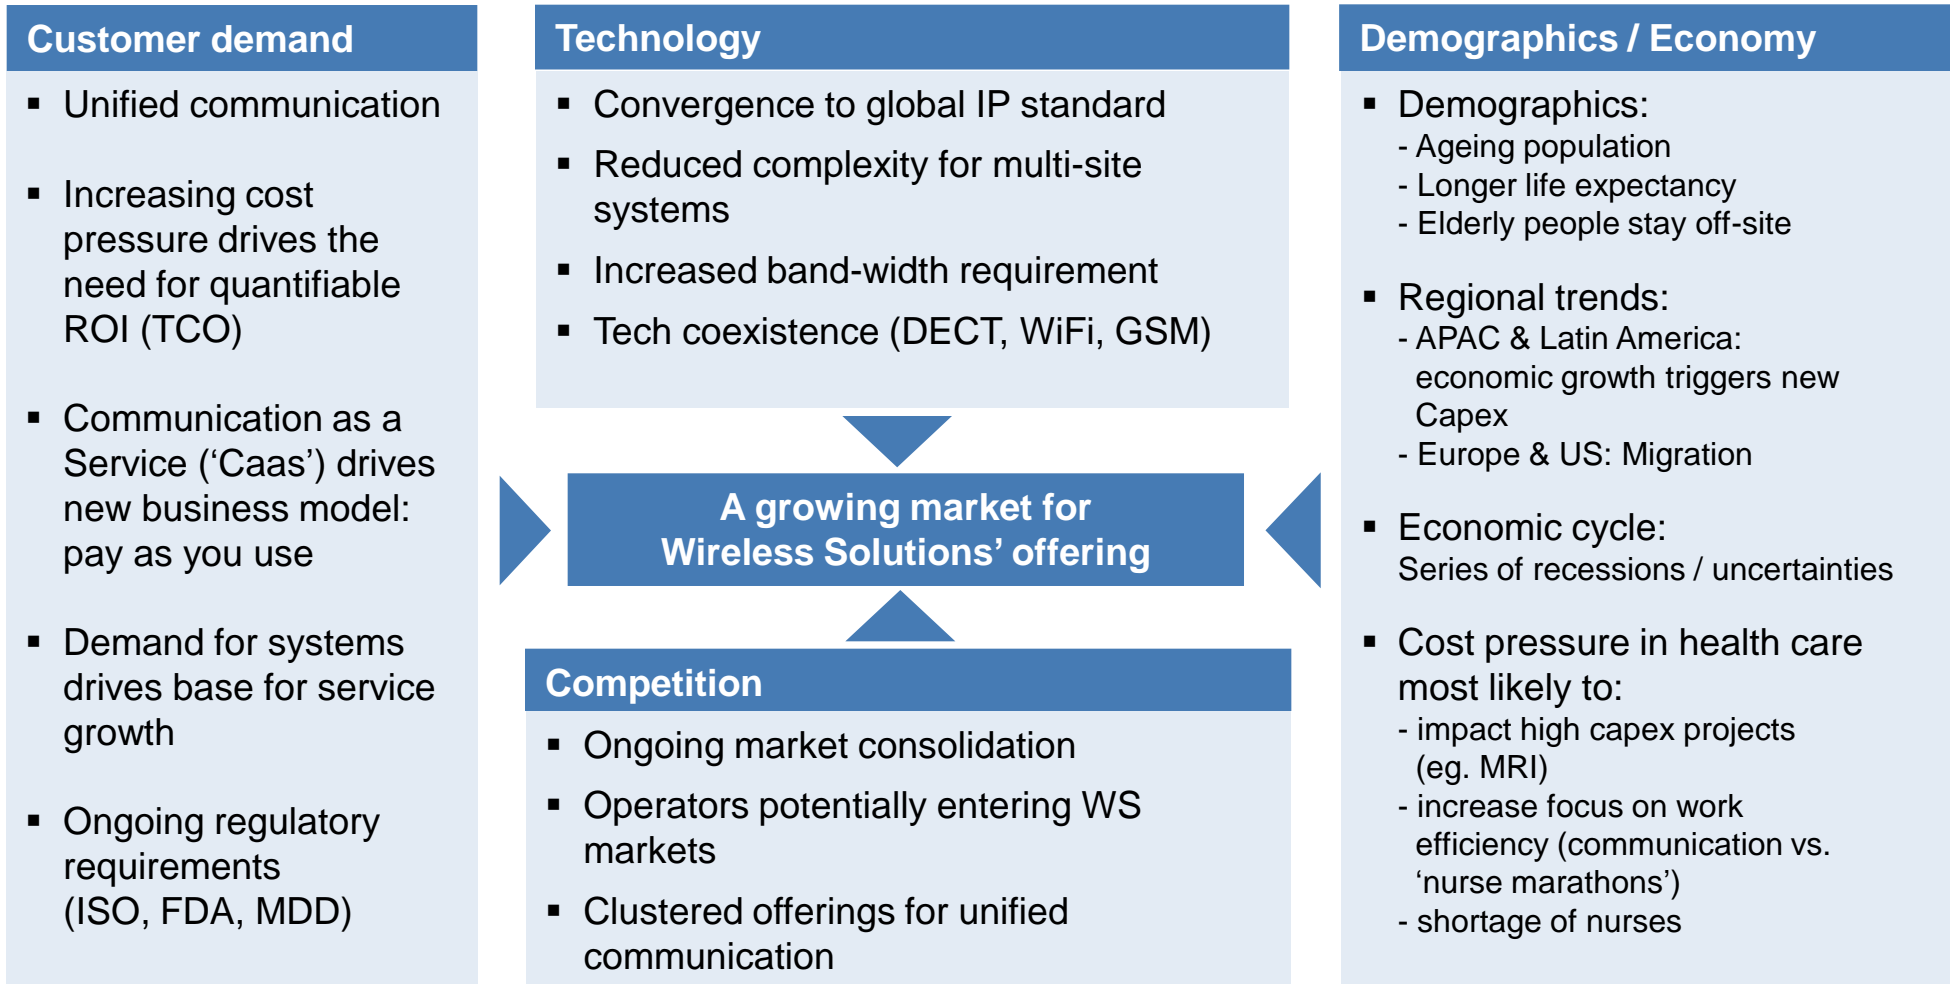 Customer demand
▪ Unified communication
▪ Increasing cost
pressure drives the
need for quantifiable
ROI (TCO)
▪ Communication as a
Service (‘Caas’) drives
new business model:
pay as you use
▪ Demand for systems
drives base for service
growth
▪ Ongoing regulatory
requirements
(ISO, FDA, MDD)
Technology
▪ Convergence to global IP standard
▪ Reduced complexity for multi-site
systems
▪ Increased band-width requirement
▪ Tech coexistence (DECT, WiFi, GSM)
A growing market for
Wireless Solutions’ offering
Competition
▪ Ongoing market consolidation
▪ Operators potentially entering WS
markets
▪ Clustered offerings for unified
communication
Demographics / Economy
▪ Demographics:
- Ageing population
- Longer life expectancy
- Elderly people stay off-site
▪ Regional trends:
- APAC & Latin America:
economic growth triggers new
Capex
- Europe & US: Migration
▪ Economic cycle:
Series of recessions / uncertainties
▪ Cost pressure in health care
most likely to:
- impact high capex projects
(eg. MRI)
- increase focus on work
efficiency (communication vs.
‘nurse marathons’)
- shortage of nurses